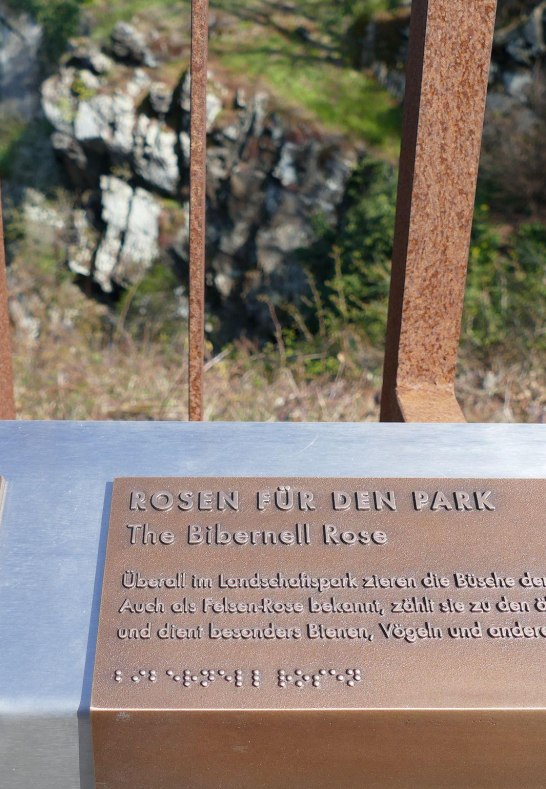 ROSEN FÜR DEN PARK
The Bibernell Rose
Überall im Landschaftspark zieren die Büsche der
Auch als Felsen-Rose bekannt, zählt sie zu den
und dient besonders Bienen, Vögeln und andere